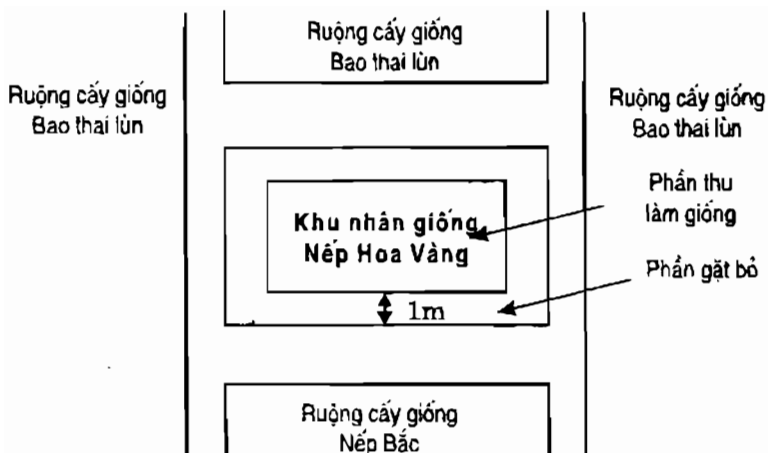 Ruộng cấy giống
Bao thai lùn
Ruộng cấy giống
Bao thai lùn
Ruộng cấy giống
Bao thai lùn
Phần thu
làm giống
Khu nhân giống
Nếp Hoa Vàng
Phần gặt bỏ
1m
Ruộng cấy giống
Nếp Bắc